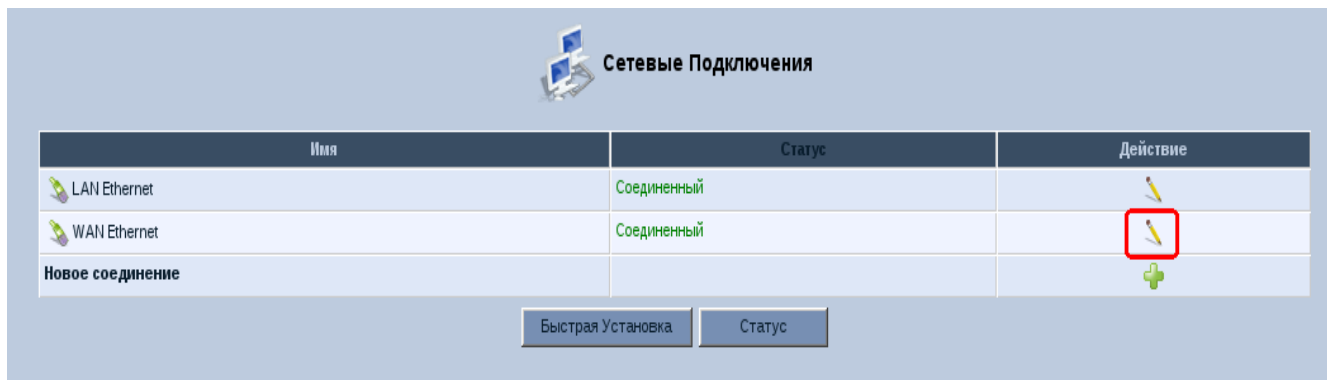 Сетевые Подключения
Имя Статус Действие
LAN Ethernet Соединенный
WAN Ethernet Соединенный
Новое соединение
Быстрая Установка Статус